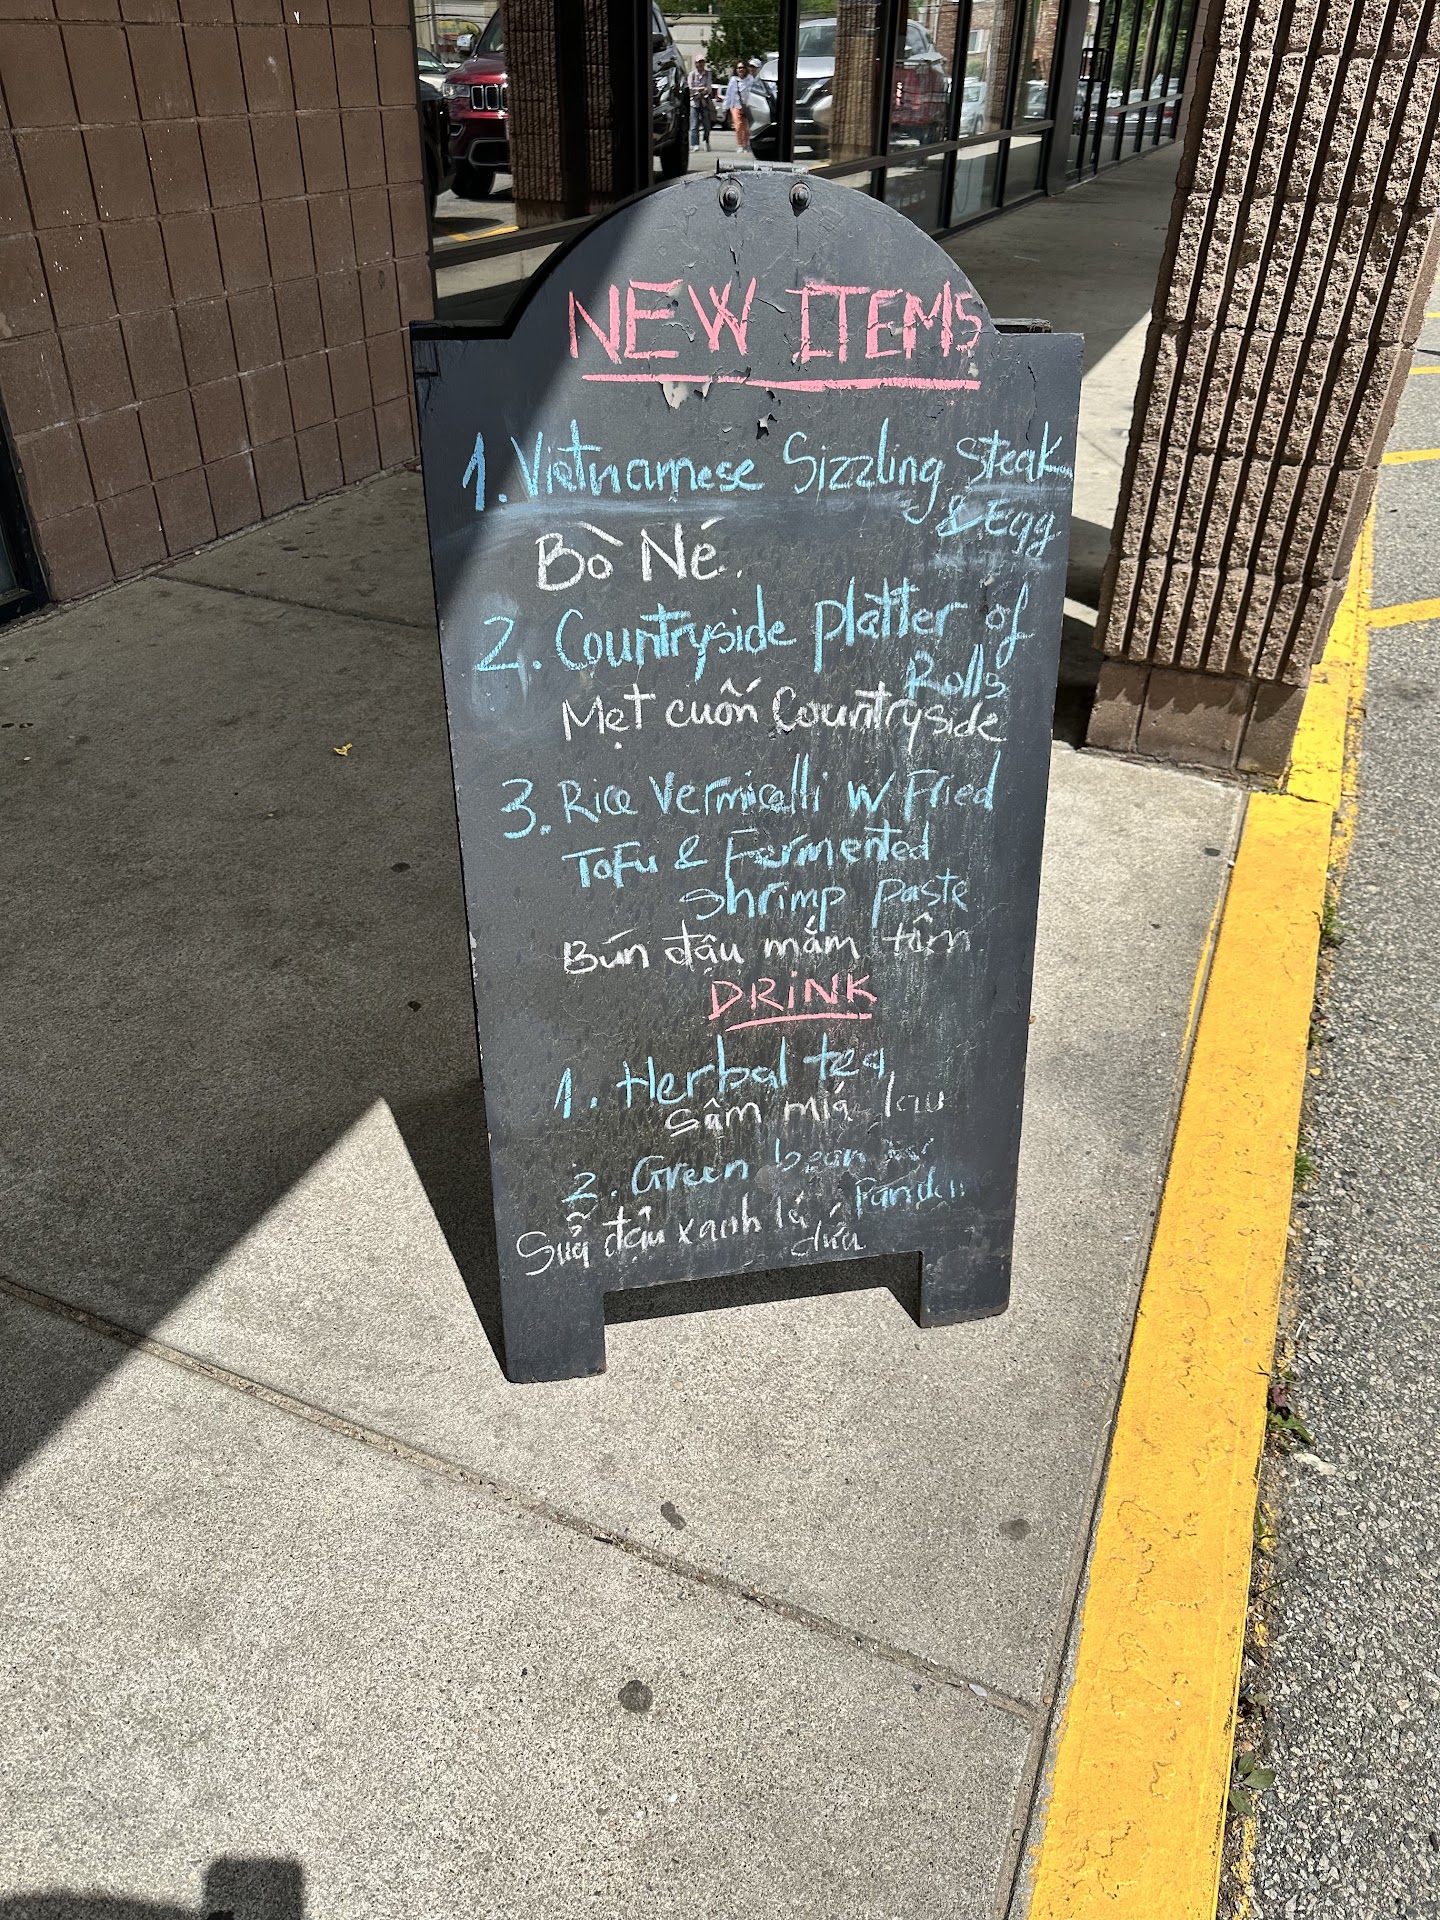 NEW ITEMS
1. Vietnamese Sizzling Steak
& Egg
Bò Né.
2. Countryside platter of
Rolls
Mẹt cuốn Countryside
3. Rice Vermicelli w Fried
Tofu & Fermented
shrimp paste
Bún đậu mắm tôm
DRINK
1. Herbal tea
Sâm mía lau
2. Green bean
Sữa đậu xanh lá
dứa